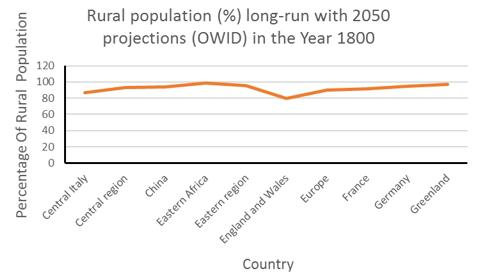 Rural population (%) long-run with 2050
projections (OWID) in the Year 1800
Percentage Of Rural Population
120
100
80
60
40
20
0
Central Italy
Central region
China
Eastern Africa
Eastern region
England and Wales
Europe
France
Germany
Greenland
Country